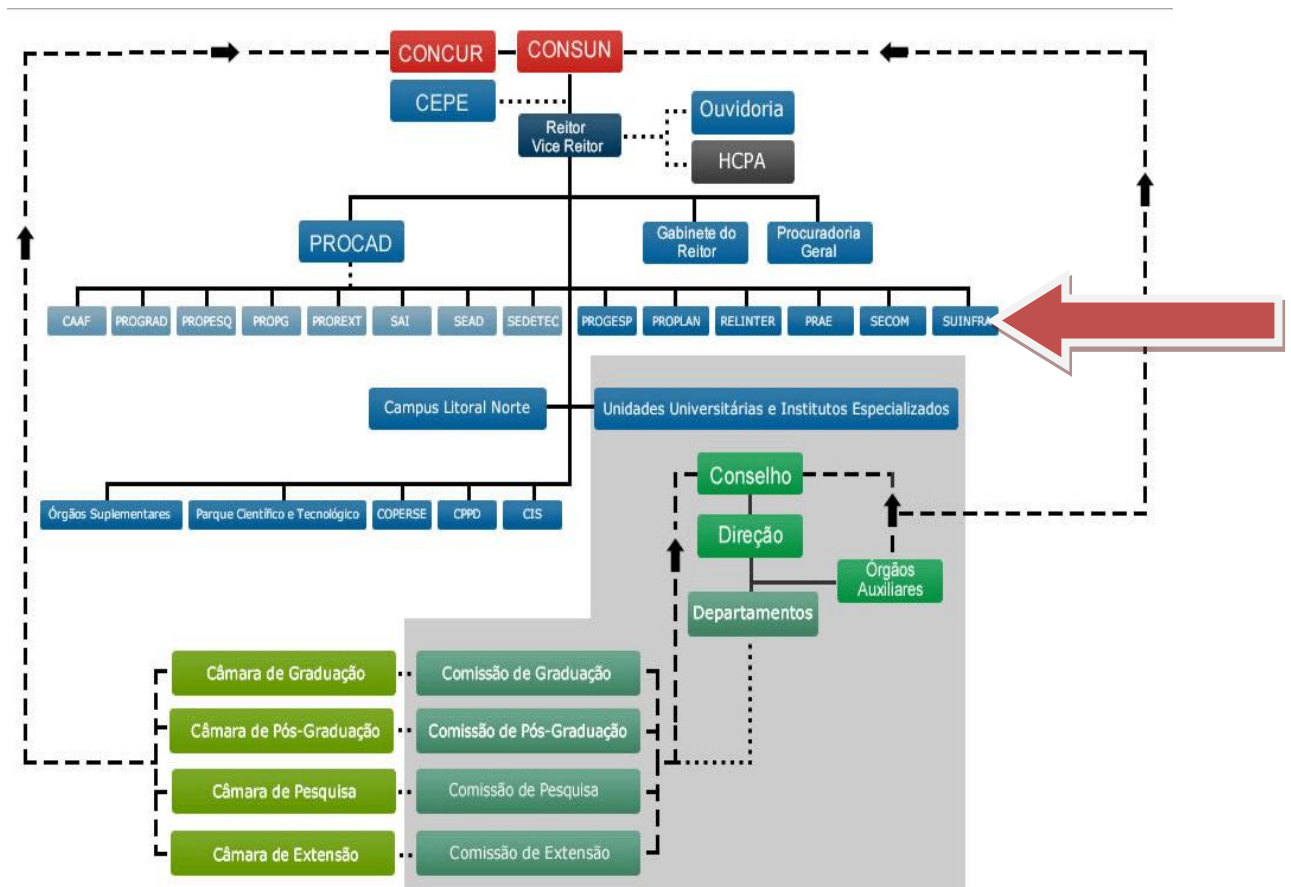 CONCUR
CONSUN
CEPE
Reitor
Vice Reitor
Ouvidoria
HCPA
PROCAD
Gabinete do
Reitor
Procuradoria
Geral
CAAF
PROGRAD
PROPESQ
PROPG
PROREXT
SAI
SEAD
SEDETEC
PROGESP
PROPLAN
RELINTER
PRAE
SECOM
SUINFRA
Campus Litoral Norte
Unidades Universitárias e Institutos Especializados
Conselho
Órgãos Suplementares
Parque Científico e Tecnológico
COPERSE
CPPD
CIS
Direção
Órgãos
Auxiliares
Departamentos
Câmara de Graduação
Comissão de Graduação
Câmara de Pós-Graduação
Comissão de Pós-Graduação
Câmara de Pesquisa
Comissão de Pesquisa
Câmara de Extensão
Comissão de Extensão